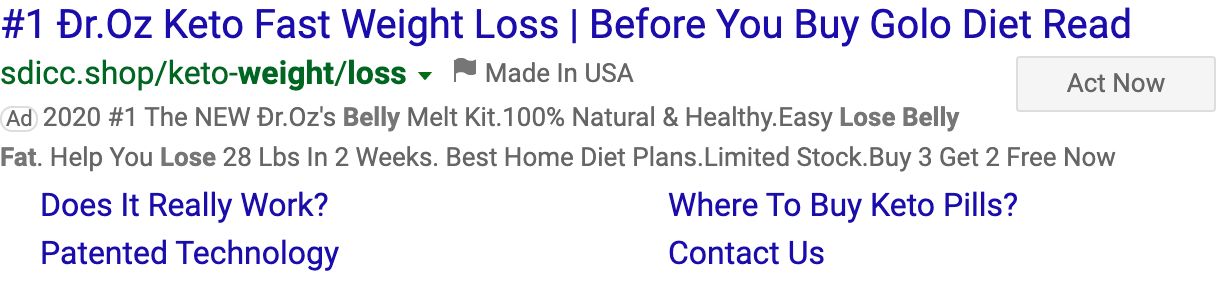 #1 Ðr.Oz Keto Fast Weight Loss | Before You Buy Golo Diet Read
sdicc.shop/keto-weight/loss Made In USA
Act Now
Ad 2020 #1 The NEW Ðr.Oz's Belly Melt Kit.100% Natural & Healthy.Easy Lose Belly
Fat. Help You Lose 28 Lbs In 2 Weeks. Best Home Diet Plans.Limited Stock.Buy 3 Get 2 Free Now
Does It Really Work? Where To Buy Keto Pills?
Patented Technology Contact Us